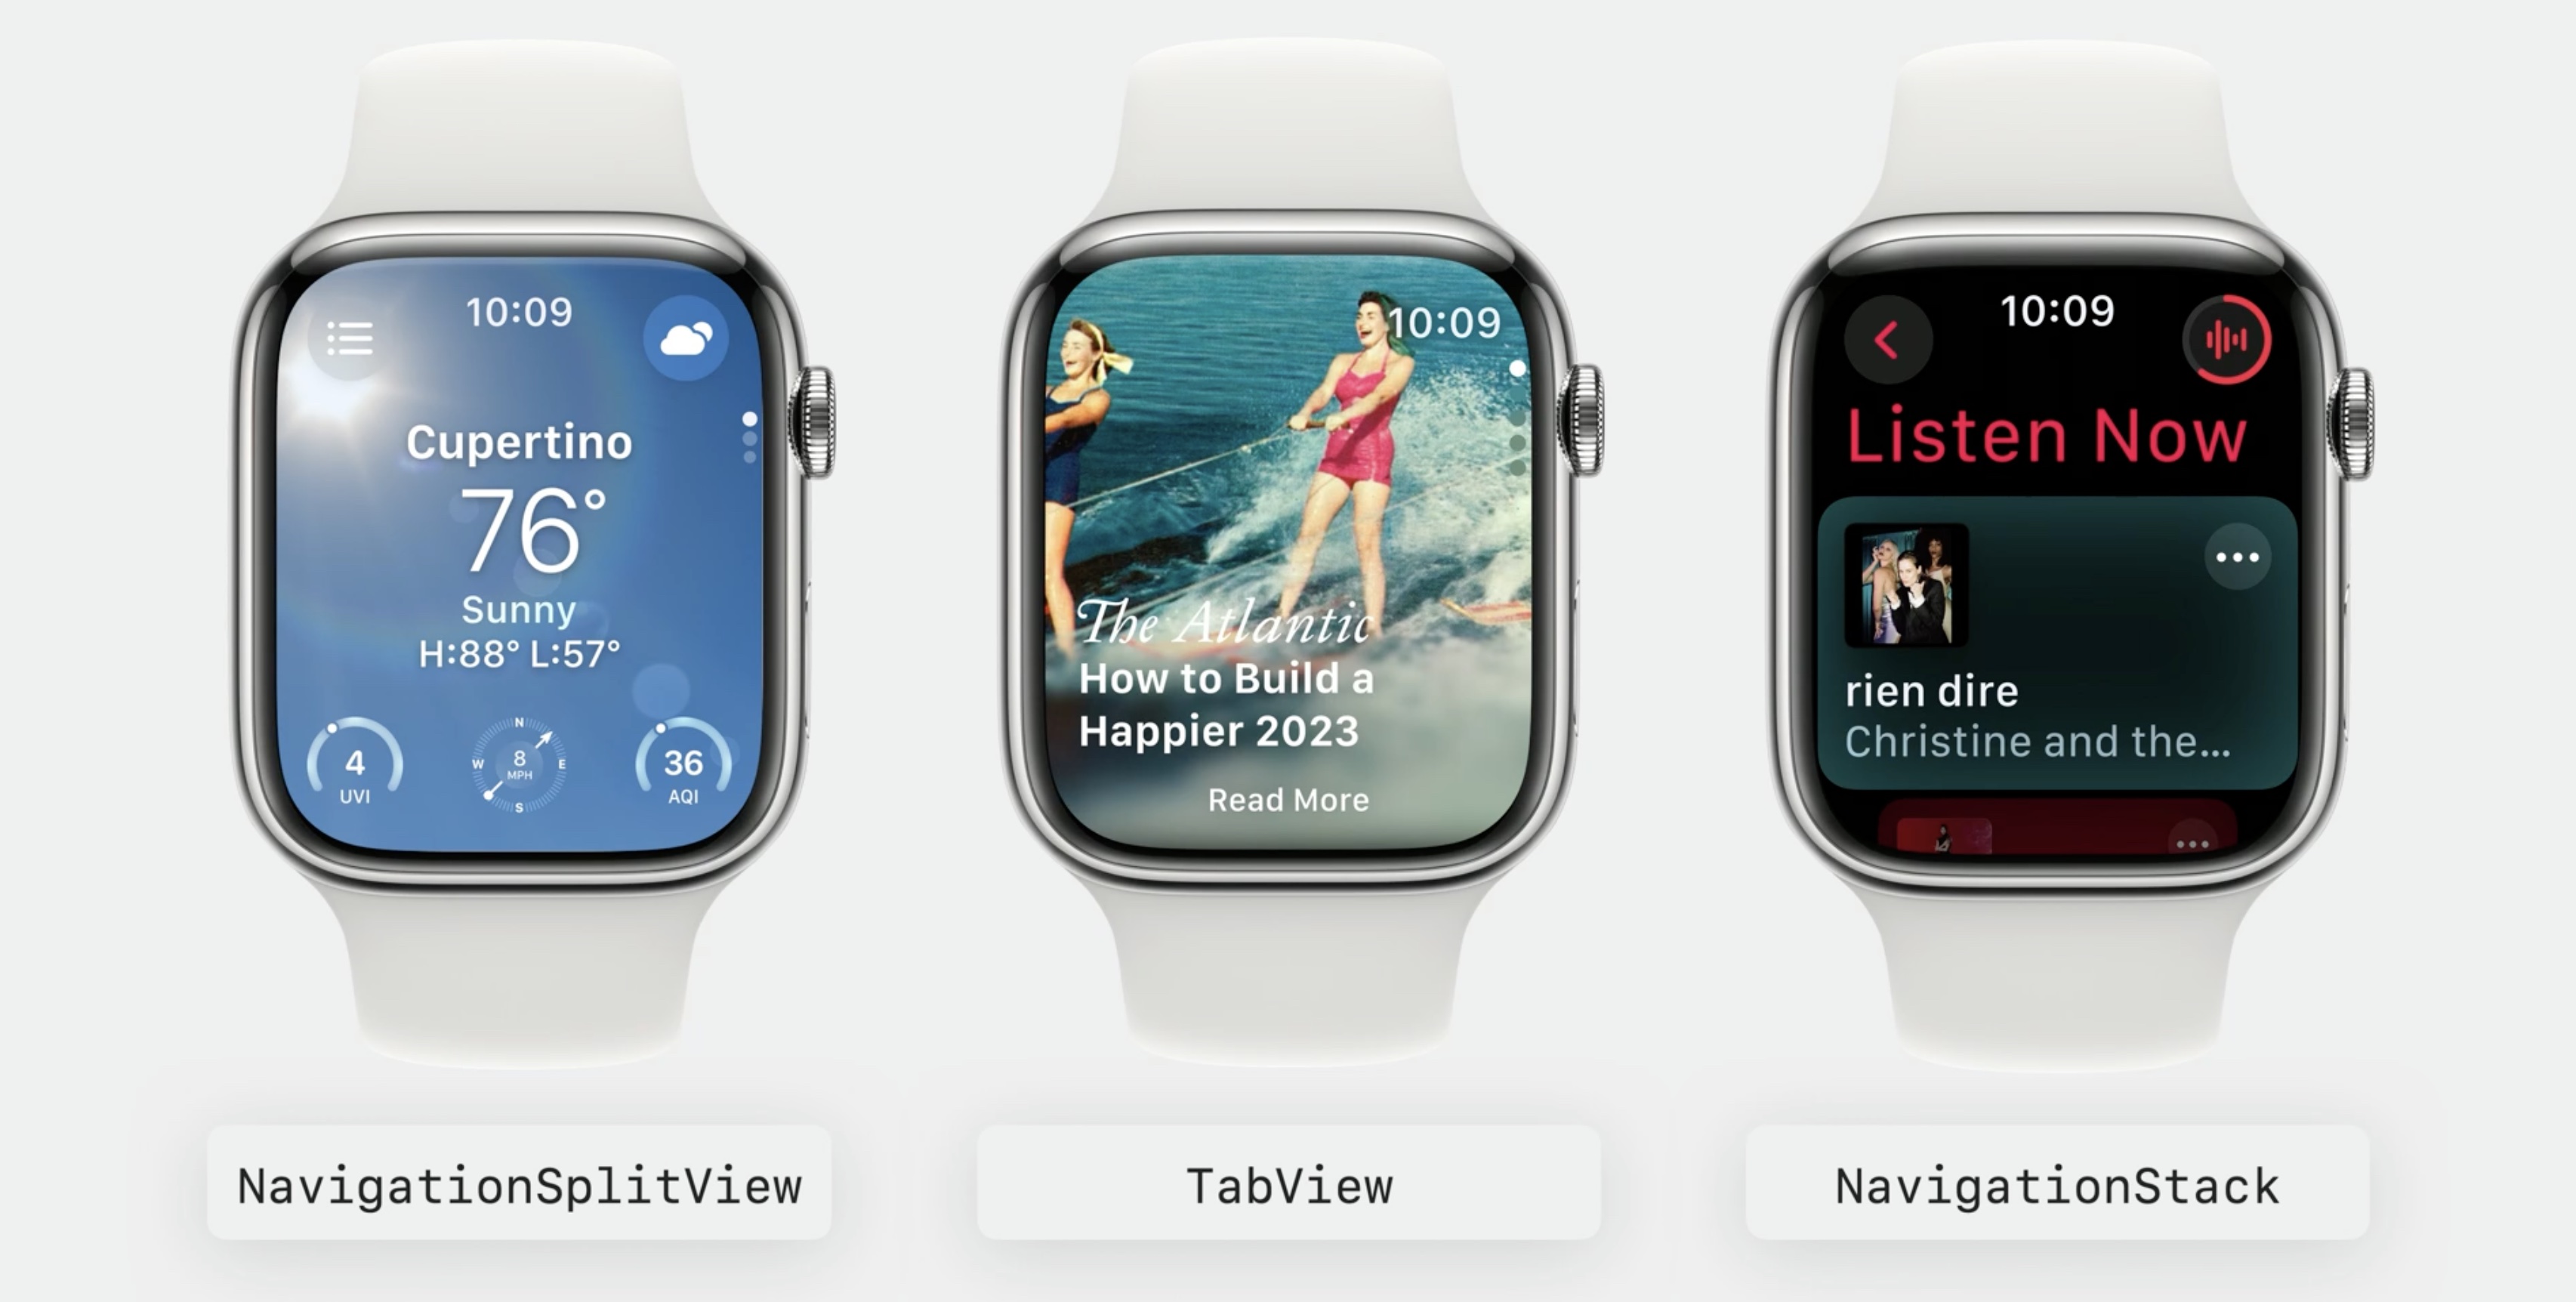 10:09
Cupertino
76°
Sunny
H:88° L:57°
4
UVI
N
W
8
MPH
E
S
36
AQI
NavigationSplitView
10:09
The Atlantic
How to Build a
Happier 2023
Read More
TabView
10:09
Listen Now
rien dire
Christine and the...
NavigationStack